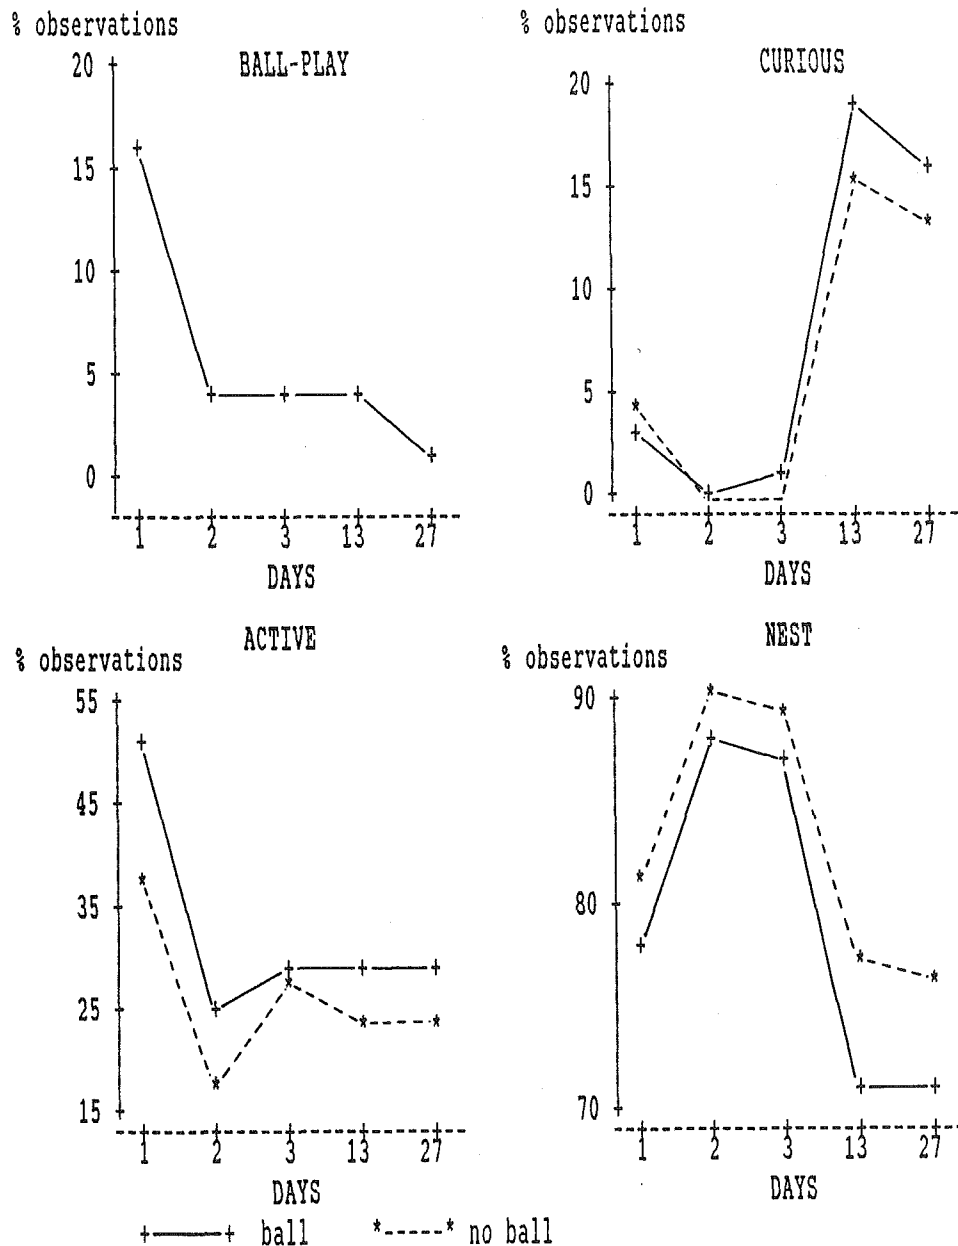 % observations
BALL-PLAY
20
15
10
5
0
1 2 3 13 27
DAYS
% observations
CURIOUS
20
15
10
5
0
1 2 3 13 27
DAYS
ACTIVE
% observations
55
45
35
25
15
1 2 3 13 27
DAYS
NEST
% observations
90
80
70
1 2 3 13 27
DAYS
+——+ ball *-----* no ball